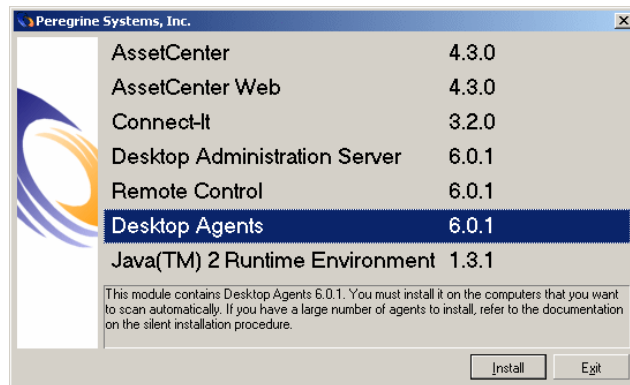 Peregrine Systems, Inc.
AssetCenter 4.3.0
AssetCenter Web 4.3.0
Connect-It 3.2.0
Desktop Administration Server 6.0.1
Remote Control 6.0.1
Desktop Agents 6.0.1
Java(TM) 2 Runtime Environment 1.3.1
This module contains Desktop Agents 6.0.1. You must install it on the computers that you want
to scan automatically. If you have a large number of agents to install, refer to the documentation
on the silent installation procedure.
Install Exit